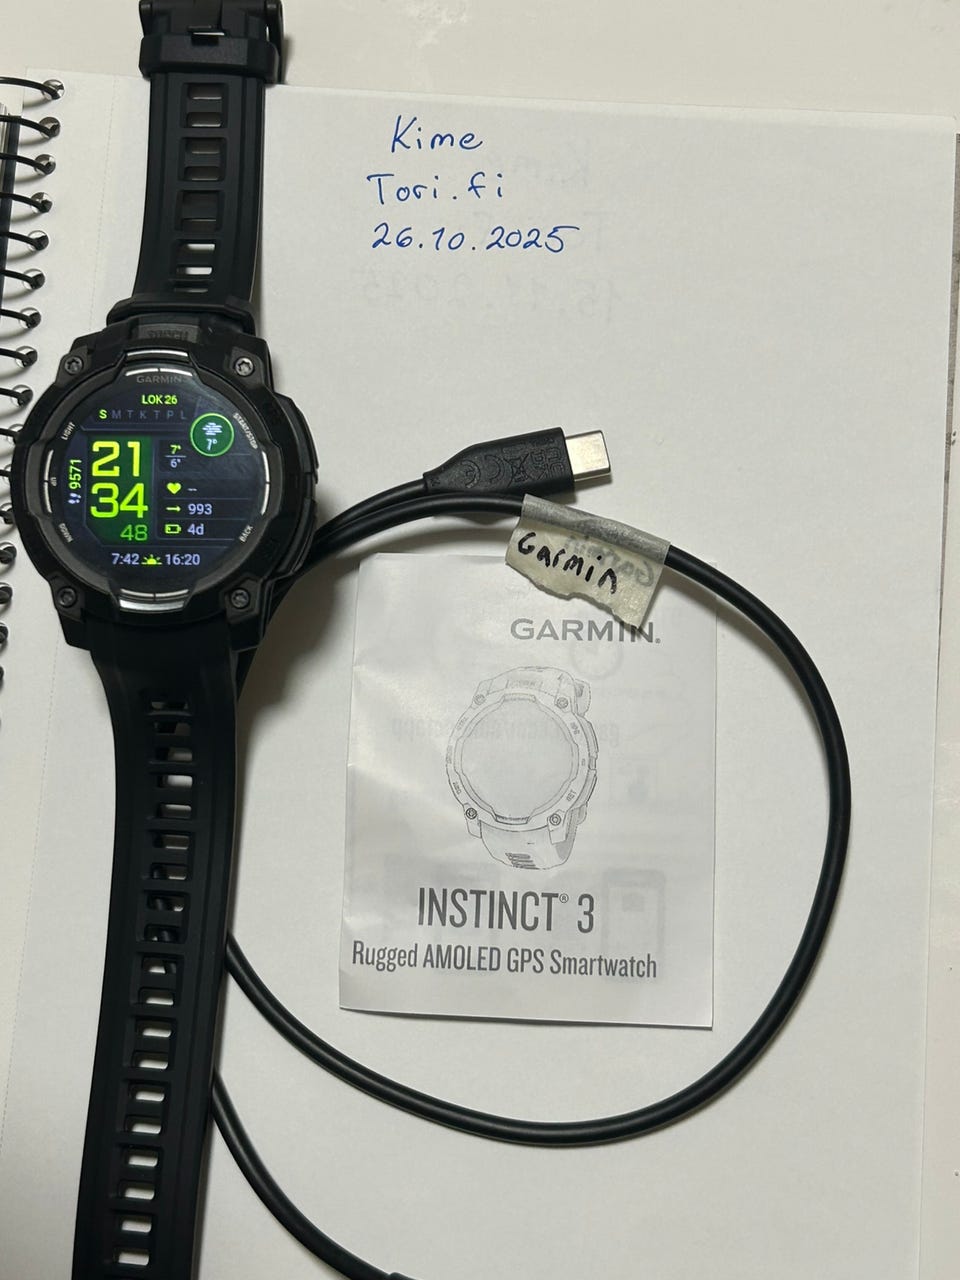 Kime
Tori.fi
26.10.2025
GARMIN
LOK 26
S M T K T P L
LIGHT
START/STOP
UP
BACK
9571
21
34
48
7°
7°
6°
--
993
4d
7:42 16:20
Garmin
GARMIN®
INSTINCT® 3
Rugged AMOLED GPS Smartwatch